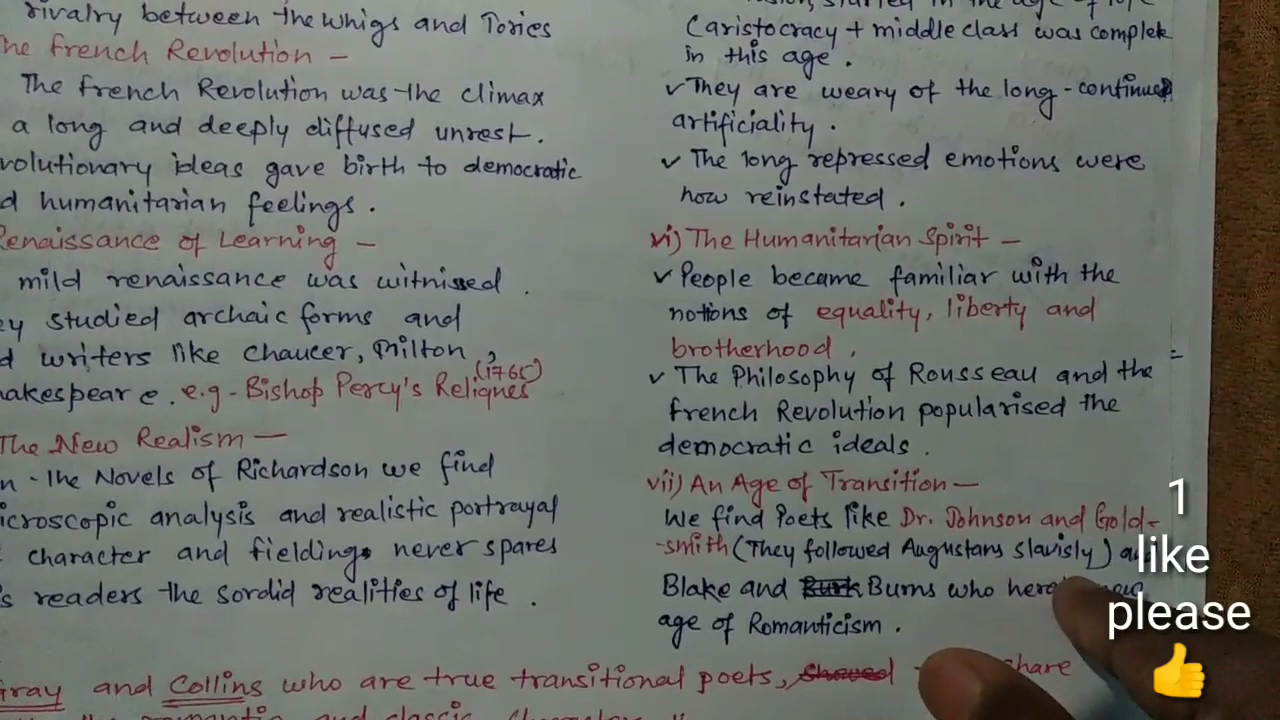 rivalry between the Whigs and Tories
The French Revolution -
The French Revolution was the climax
a long and deeply diffused unrest.
volutionary ideas gave birth to democratic
d humanitarian feelings.
Renaissance of Learning -
mild renaissance was witnissed.
ey studied archaic forms and
d writers like Chaucer, Milton,
hakespeare. e.g - Bishop Percy's Reliques (1765)
The New Realism -
n the Novels of Richardson we find
icroscopic analysis and realistic portrayal
character and fielding never spares
s readers the sordid realities of life.
Caristocracy + middle class was complek
in this age.
✓ They are weary of the long-continued
artificiality.
✓ The long repressed emotions were
now reinstated.
vi) The Humanitarian Spirit -
✓ People became familiar with the
notions of equality, liberty and
brotherhood.
✓ The Philosophy of Rousseau and the
French Revolution popularised the
democratic ideals.
vii) An Age of Transition -
We find Poets like Dr. Johnson and Gold-
-smith (They followed Augustans slavisly)
Blake and Burns who
age of Romanticism.
Gray and Collins who are true transitional poets, share
1
like
please
👍